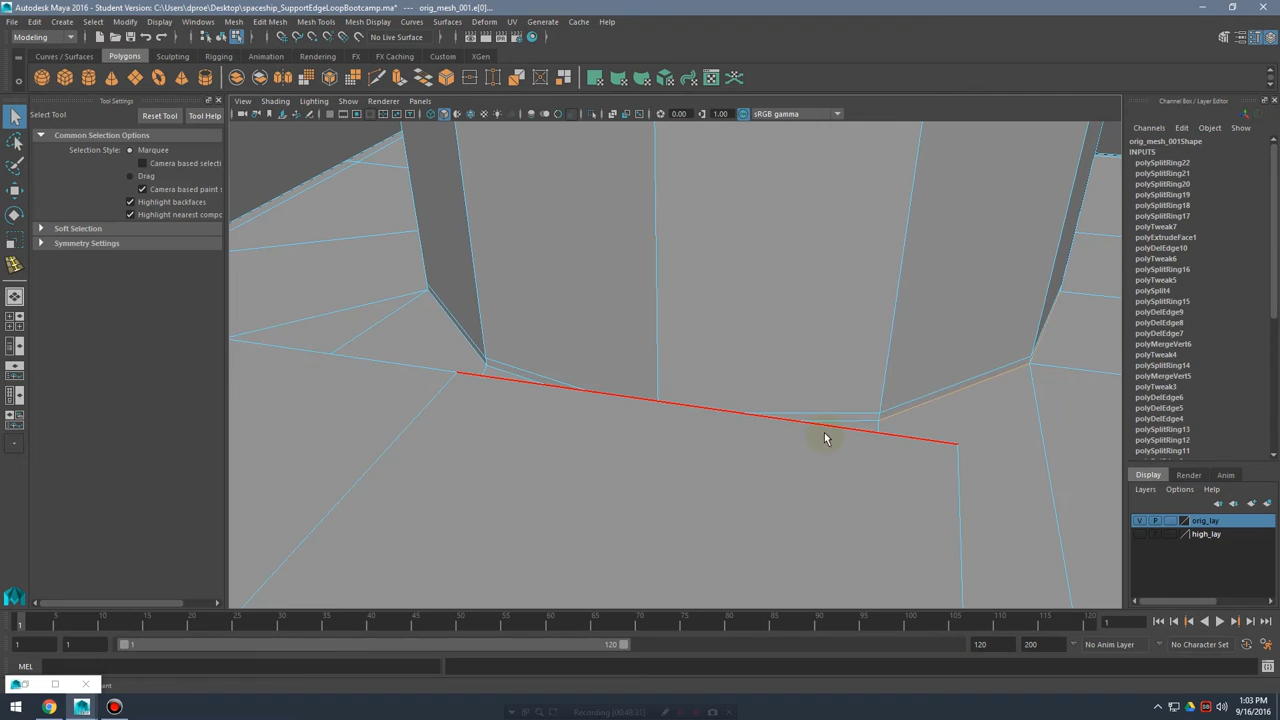 Autodesk Maya 2016 - Student Version: C:\Users\dproe\Desktop\spaceship_SupportEdgeLoopBootcamp.ma* --- orig_mesh_001.e[0]...
File Edit Create Select Modify Display Windows Mesh Edit Mesh Mesh Tools Mesh Display Curves Surfaces Deform UV Generate Cache Help
Modeling
No Live Surface
Curves / Surfaces Polygons Sculpting Rigging Animation Rendering FX FX Caching Custom XGen
Tool Settings
Select Tool Reset Tool Tool Help
Common Selection Options
Selection Style: Marquee
Camera based selecti
Drag
Camera based paint s
Highlight backfaces
Highlight nearest compo
Soft Selection
Symmetry Settings
View Shading Lighting Show Renderer Panels
0.00 1.00 sRGB gamma
Channel Box / Layer Editor
Channels Edit Object Show
orig_mesh_001Shape
INPUTS
polySplitRing22
polySplitRing21
polySplitRing20
polySplitRing19
polySplitRing18
polySplitRing17
polyTweak7
polyExtrudeFace1
polyDelEdge10
polyTweak6
polySplitRing16
polyTweak5
polySplit4
polySplitRing15
polyDelEdge9
polyDelEdge8
polyDelEdge7
polyMergeVert6
polyTweak4
polySplitRing14
polyMergeVert5
polyTweak3
polyDelEdge6
polyDelEdge5
polyDelEdge4
polySplitRing13
polySplitRing12
polySplitRing11
Display Render Anim
Layers Options Help
V P orig_lay
high_lay
1 5 10 15 20 25 30 35 40 45 50 55 60 65 70 75 80 85 90 95 100 105 110 115 120 1
1 1 1 120 120 200 No Anim Layer No Character Set
MEL
Recording [00:48:31]
1:03 PM
9/16/2016